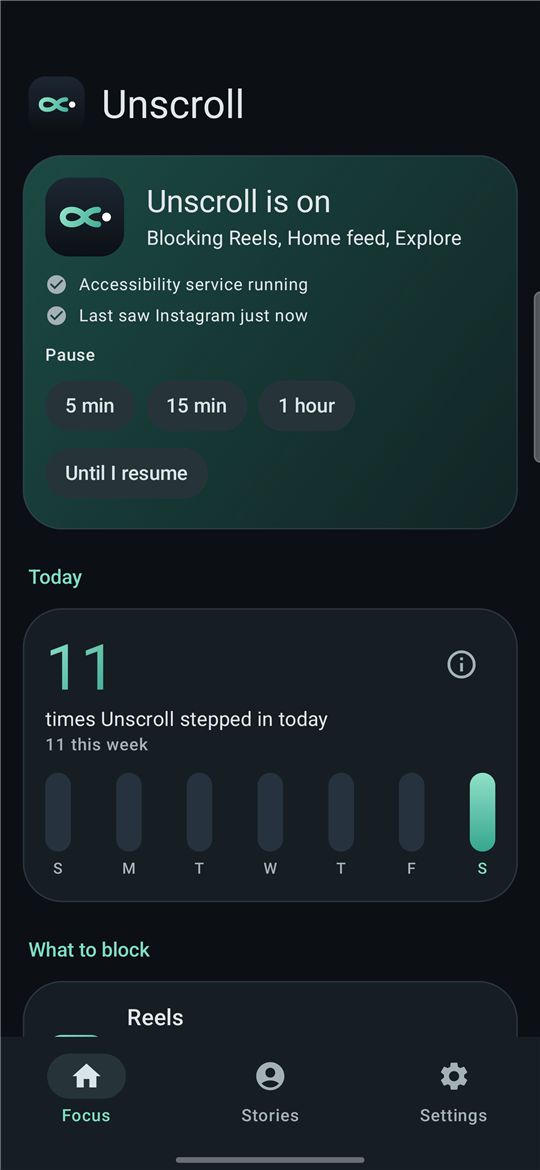 Unscroll
Unscroll is on
Blocking Reels, Home feed, Explore
Accessibility service running
Last saw Instagram just now
Pause
5 min 15 min 1 hour
Until I resume
Today
11
times Unscroll stepped in today
11 this week
S M T W T F S
What to block
Reels
Focus Stories Settings